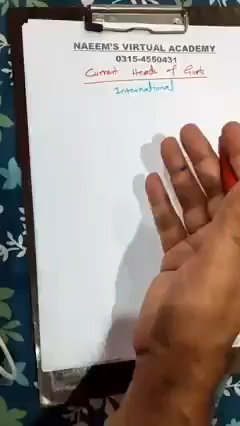 NAEEM'S VIRTUAL ACADEMY
0315-4550431
Current Heads of Govts
International